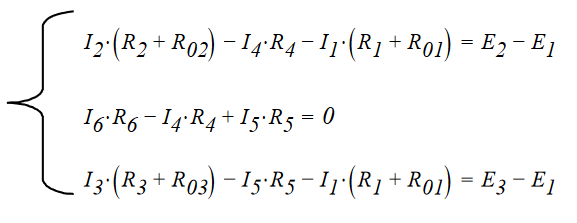 I₂·(R₂ + R₀₂) − I₄·R₄ − I₁·(R₁ + R₀₁) = E₂ − E₁
I₆·R₆ − I₄·R₄ + I₅·R₅ = 0
I₃·(R₃ + R₀₃) − I₅·R₅ − I₁·(R₁ + R₀₁) = E₃ − E₁